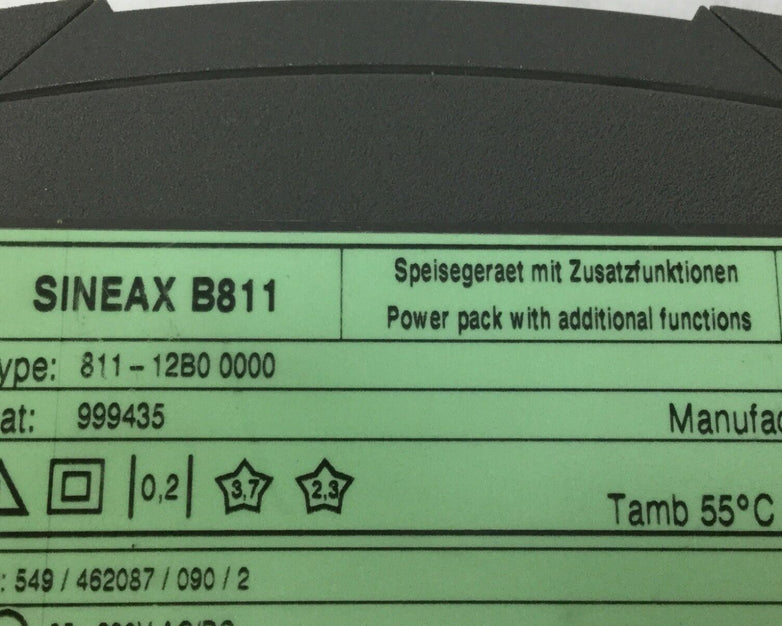 SINEAX B811
Speisegeraet mit Zusatzfunktionen
Power pack with additional functions
ype: 811-12B0 0000
at: 999435
Manufac
0,2 3,7 2,3
Tamb 55°C
: 549 / 462087 / 090 / 2